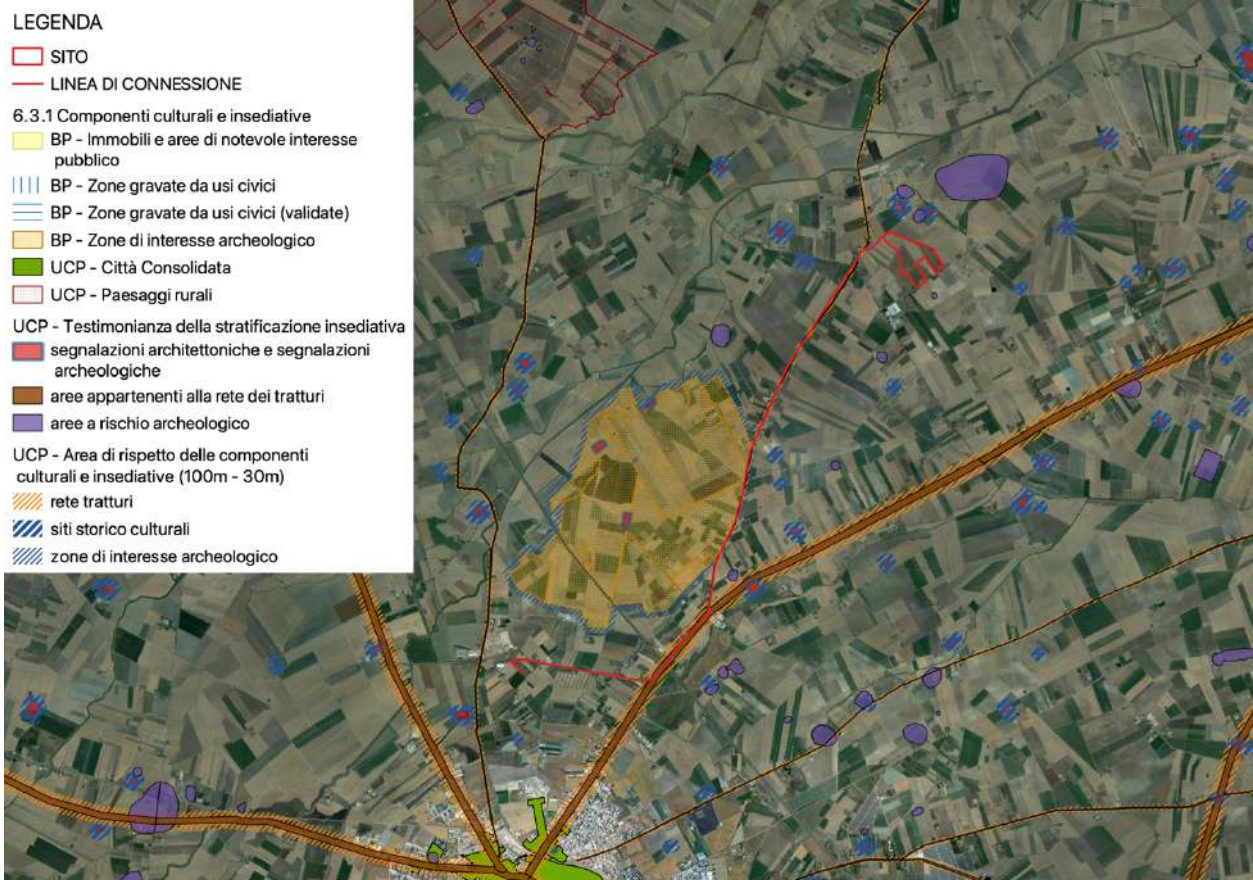 LEGENDA
SITO
LINEA DI CONNESSIONE
6.3.1 Componenti culturali e insediative
BP - Immobili e aree di notevole interesse
pubblico
BP - Zone gravate da usi civici
BP - Zone gravate da usi civici (validate)
BP - Zone di interesse archeologico
UCP - Città Consolidata
UCP - Paesaggi rurali
UCP - Testimonianza della stratificazione insediativa
segnalazioni architettoniche e segnalazioni
archeologiche
aree appartenenti alla rete dei tratturi
aree a rischio archeologico
UCP - Area di rispetto delle componenti
culturali e insediative (100m - 30m)
rete tratturi
siti storico culturali
zone di interesse archeologico